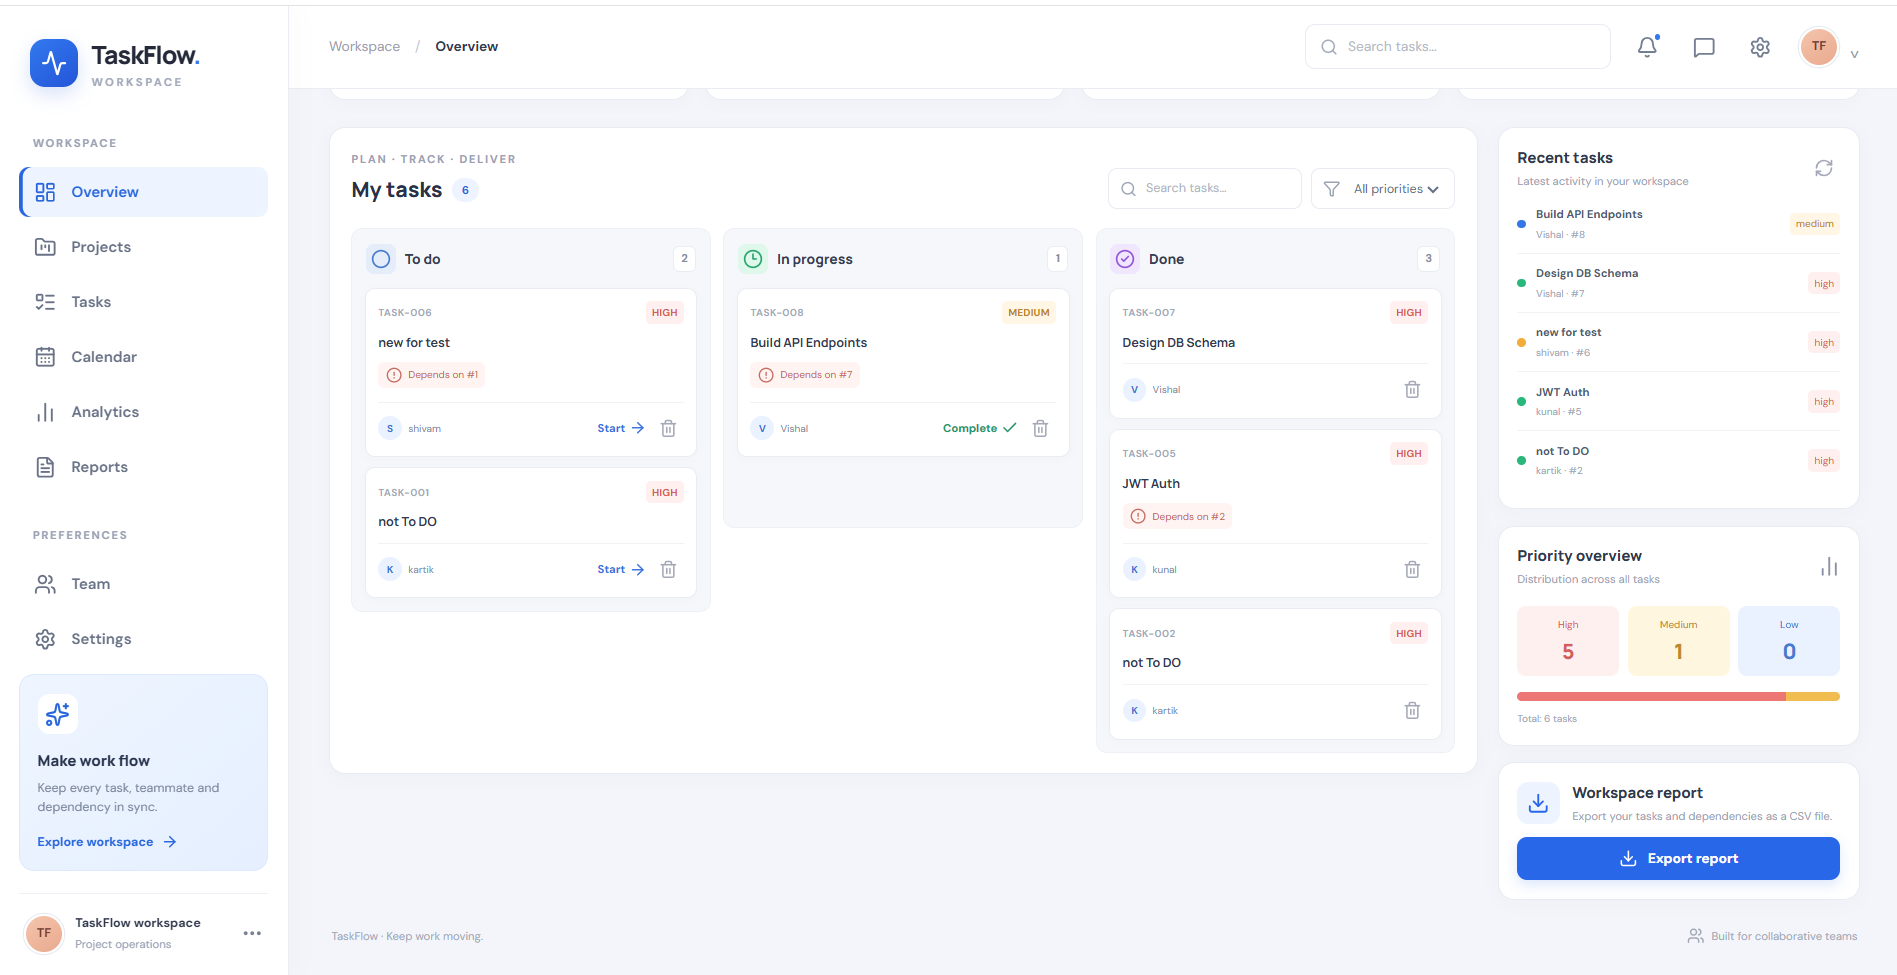 TaskFlow.
WORKSPACE
WORKSPACE
Overview
Projects
Tasks
Calendar
Analytics
Reports
PREFERENCES
Team
Settings
Make work flow
Keep every task, teammate and
dependency in sync.
Explore workspace
TF
TaskFlow workspace
Project operations
Workspace / Overview
Search tasks...
TF
v
PLAN · TRACK · DELIVER
My tasks 6
Search tasks...
All priorities
To do 2
TASK-006 HIGH
new for test
Depends on #1
S shivam Start
TASK-001 HIGH
not To DO
K kartik Start
In progress 1
TASK-008 MEDIUM
Build API Endpoints
Depends on #7
V Vishal Complete
Done 3
TASK-007 HIGH
Design DB Schema
V Vishal
TASK-005 HIGH
JWT Auth
Depends on #2
K kunal
TASK-002 HIGH
not To DO
K kartik
Recent tasks
Latest activity in your workspace
Build API Endpoints
Vishal · #8
medium
Design DB Schema
Vishal · #7
high
new for test
shivam · #6
high
JWT Auth
kunal · #5
high
not To DO
kartik · #2
high
Priority overview
Distribution across all tasks
High Medium Low
5 1 0
Total: 6 tasks
Workspace report
Export your tasks and dependencies as a CSV file.
Export report
TaskFlow · Keep work moving.
Built for collaborative teams